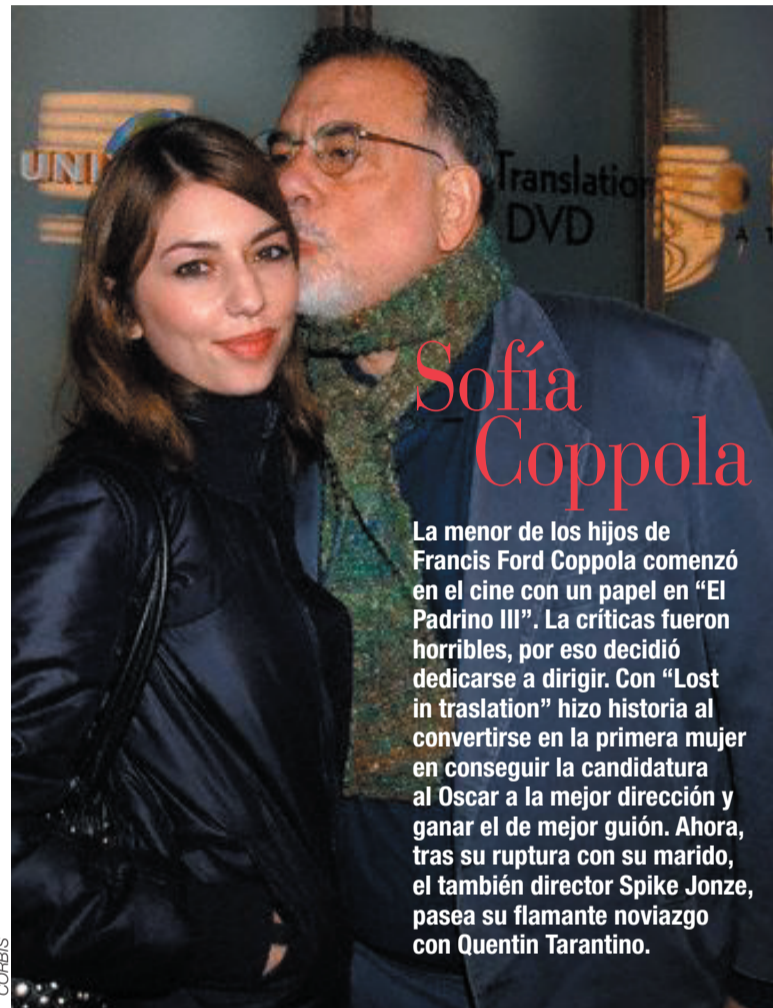 UNI
Translation
DVD
A T
Sofía
Coppola
La menor de los hijos de
Francis Ford Coppola comenzó
en el cine con un papel en “El
Padrino III”. La críticas fueron
horribles, por eso decidió
dedicarse a dirigir. Con “Lost
in traslation” hizo historia al
convertirse en la primera mujer
en conseguir la candidatura
al Oscar a la mejor dirección y
ganar el de mejor guión. Ahora,
tras su ruptura con su marido,
el también director Spike Jonze,
pasea su flamante noviazgo
con Quentin Tarantino.
CORBIS